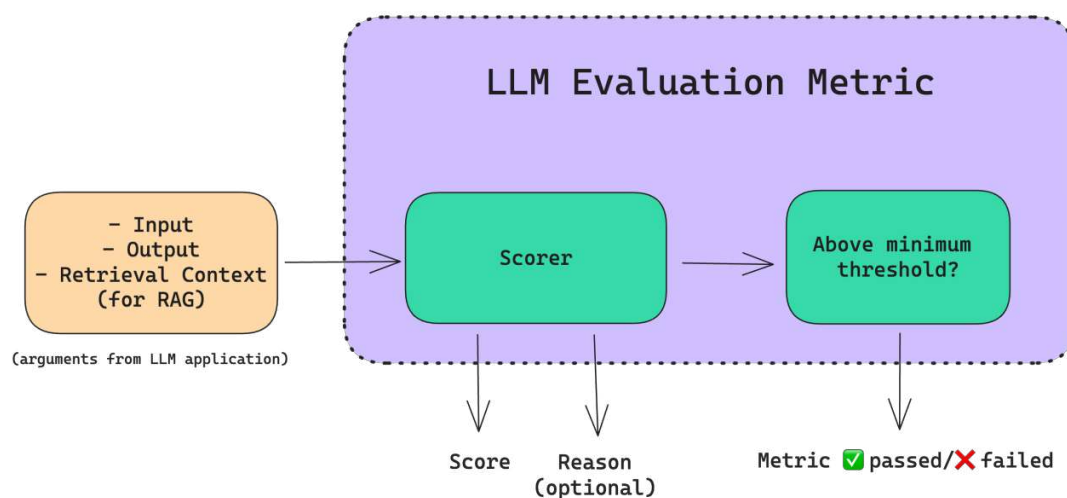 LLM Evaluation Metric
- Input
- Output
- Retrieval Context
(for RAG)
(arguments from LLM application)
Scorer
Above minimum
threshold?
Score
Reason
(optional)
Metric ✅ passed/❌ failed